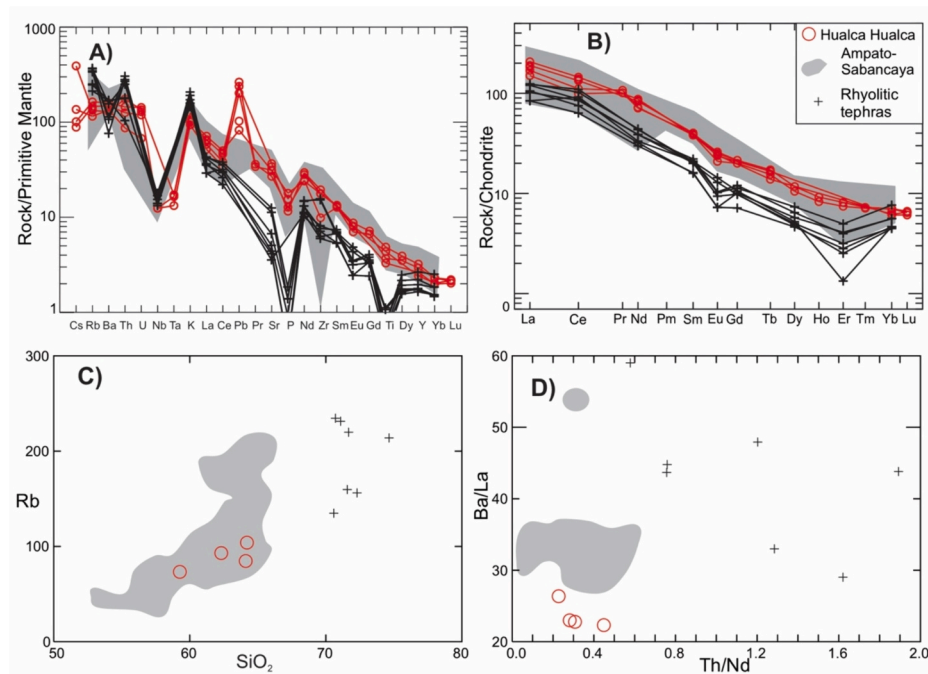 A)
1000
100
10
1
Rock/Primitive Mantle
Cs Rb Ba Th U Nb Ta K La Ce Pb Pr Sr P Nd Zr Sm Eu Gd Ti Dy Y Yb Lu
B)
100
10
Rock/Chondrite
La Ce Pr Nd Pm Sm Eu Gd Tb Dy Ho Er Tm Yb Lu
Hualca Hualca
Ampato-
Sabancaya
Rhyolitic
tephras
C)
300
200
100
0
Rb
50 60 70 80
SiO₂
D)
60
50
40
30
20
Ba/La
0.0 0.4 0.8 1.2 1.6 2.0
Th/Nd